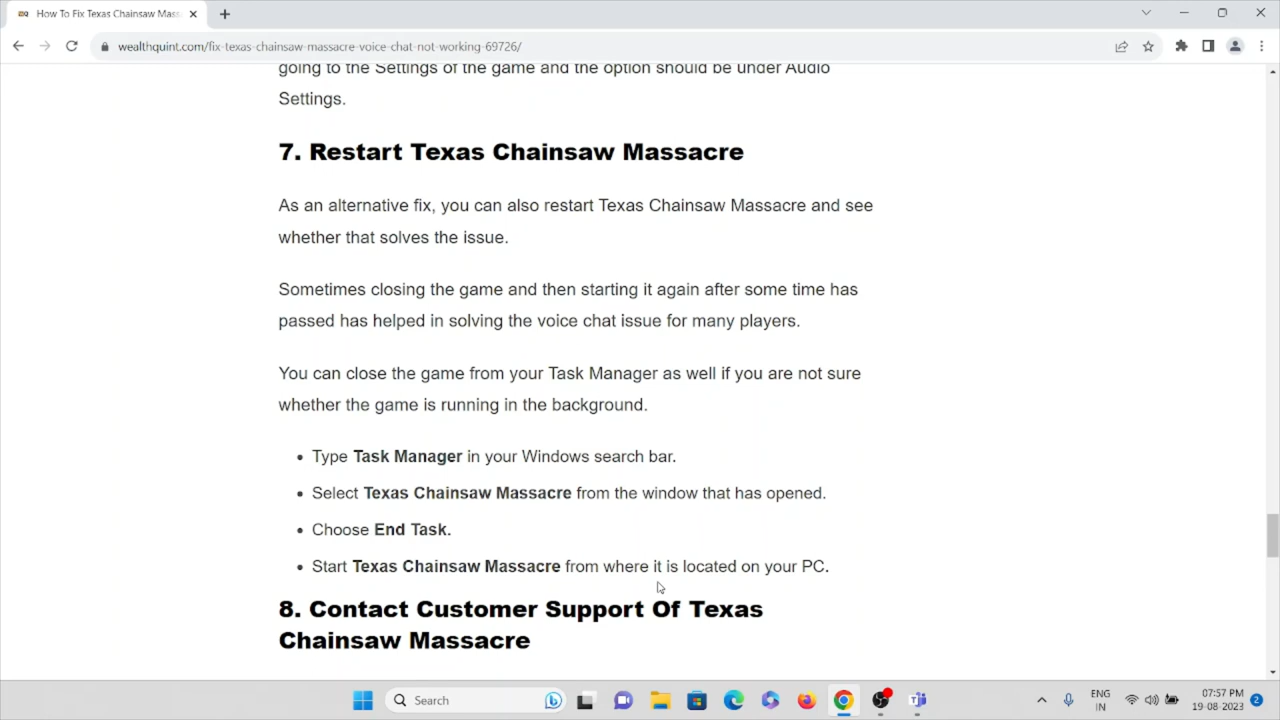 How To Fix Texas Chainsaw Mass
wealthquint.com/fix-texas-chainsaw-massacre-voice-chat-not-working-69726/
going to the Settings of the game and the option should be under Audio
Settings.
7. Restart Texas Chainsaw Massacre
As an alternative fix, you can also restart Texas Chainsaw Massacre and see
whether that solves the issue.
Sometimes closing the game and then starting it again after some time has
passed has helped in solving the voice chat issue for many players.
You can close the game from your Task Manager as well if you are not sure
whether the game is running in the background.
• Type Task Manager in your Windows search bar.
• Select Texas Chainsaw Massacre from the window that has opened.
• Choose End Task.
• Start Texas Chainsaw Massacre from where it is located on your PC.
8. Contact Customer Support Of Texas
Chainsaw Massacre
Search
ENG
IN
07:57 PM
19-08-2023
2